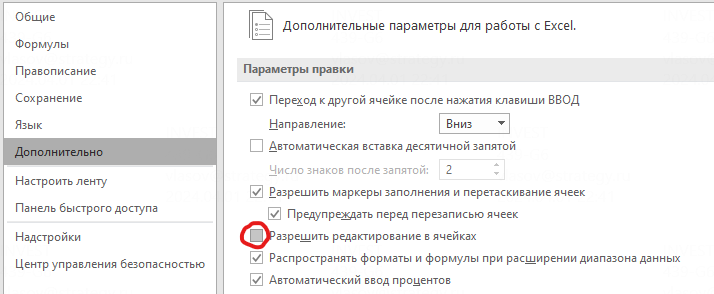 Общие
Формулы
Правописание
Сохранение
Язык
Дополнительно
Настроить ленту
Панель быстрого доступа
Надстройки
Центр управления безопасностью
Дополнительные параметры для работы с Excel.
Параметры правки
Переход к другой ячейке после нажатия клавиши ВВОД
Направление: Вниз
Автоматическая вставка десятичной запятой
Число знаков после запятой: 2
Разрешить маркеры заполнения и перетаскивание ячеек
Предупреждать перед перезаписью ячеек
Разрешить редактирование в ячейках
Распространять форматы и формулы при расширении диапазона данных
Автоматический ввод процентов